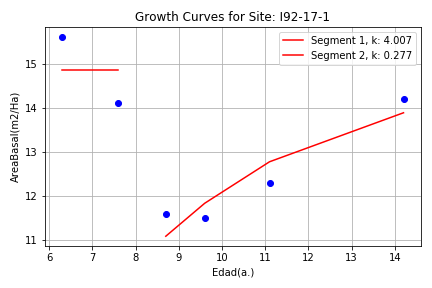 Growth Curves for Site: I92-17-1
Segment 1, k: 4.007
Segment 2, k: 0.277
AreaBasal(m2/Ha)
15
14
13
12
11
6 7 8 9 10 11 12 13 14
Edad(a.)